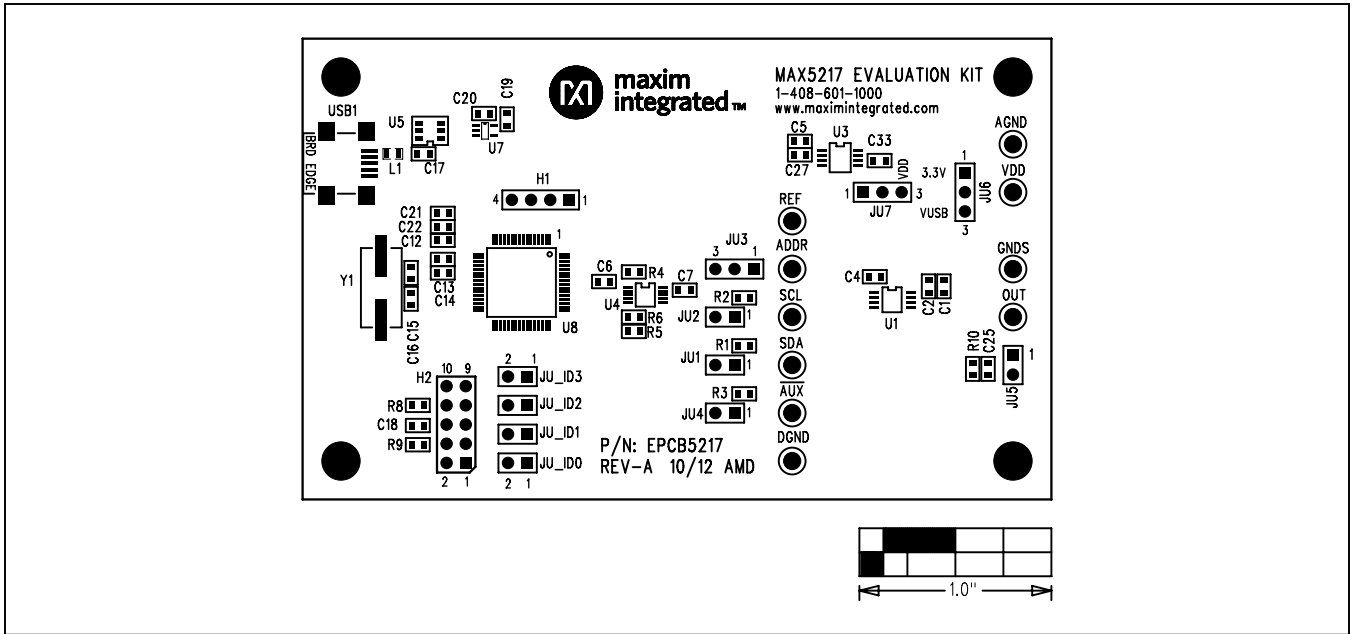 maxim
integrated™
MAX5217 EVALUATION KIT
1-408-601-1000
www.maximintegrated.com
USB1
BRD EDGE
L1
U5
C17
C20
C19
U7
H1
4
1
C21
C22
C12
C13
C14
Y1
C15
C16
1
U8
C6
R4
C7
U4
R6
R5
H2
10 9
2 1
R8
C18
R9
2 1
JU_ID3
JU_ID2
JU_ID1
JU_ID0
2 1
P/N: EPCB5217
REV-A 10/12 AMD
JU3
3 1
R2
JU2
1
R1
JU1
1
R3
JU4
1
REF
ADDR
SCL
SDA
AUX
DGND
C5
C27
U3
C33
VDD
1
3
JU7
3.3V
1
JU6
VUSB
3
AGND
VDD
GNDS
OUT
C4
U1
C2
C1
R10
C25
1
JU5
1.0"